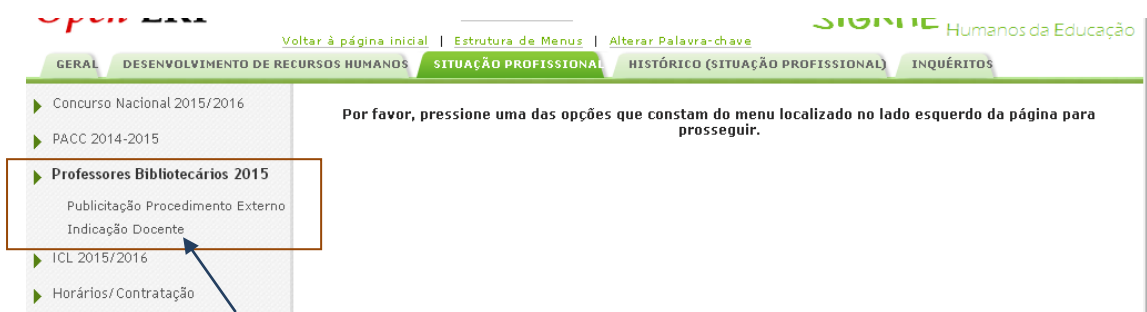 Humanos da Educação
Voltar à página inicial | Estrutura de Menus | Alterar Palavra-chave
GERAL DESENVOLVIMENTO DE RECURSOS HUMANOS SITUAÇÃO PROFISSIONAL HISTÓRICO (SITUAÇÃO PROFISSIONAL) INQUÉRITOS
Concurso Nacional 2015/2016
PACC 2014-2015
Professores Bibliotecários 2015
Publicitação Procedimento Externo
Indicação Docente
ICL 2015/2016
Horários/Contratação
Por favor, pressione uma das opções que constam do menu localizado no lado esquerdo da página para
prosseguir.